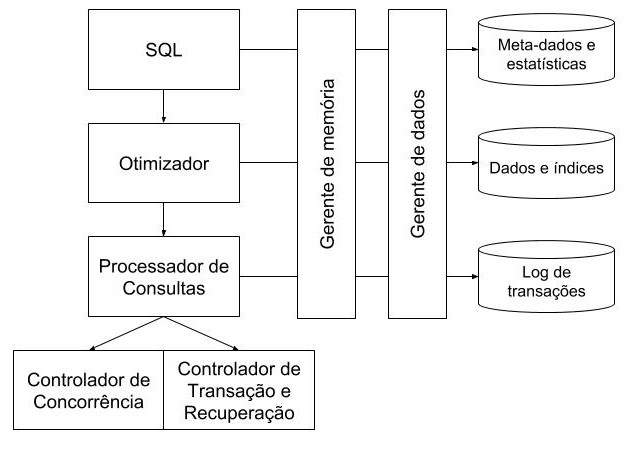 SQL
Otimizador
Processador de
Consultas
Controlador de
Concorrência
Controlador de
Transação e
Recuperação
Gerente de memória
Gerente de dados
Meta-dados e
estatísticas
Dados e índices
Log de
transações